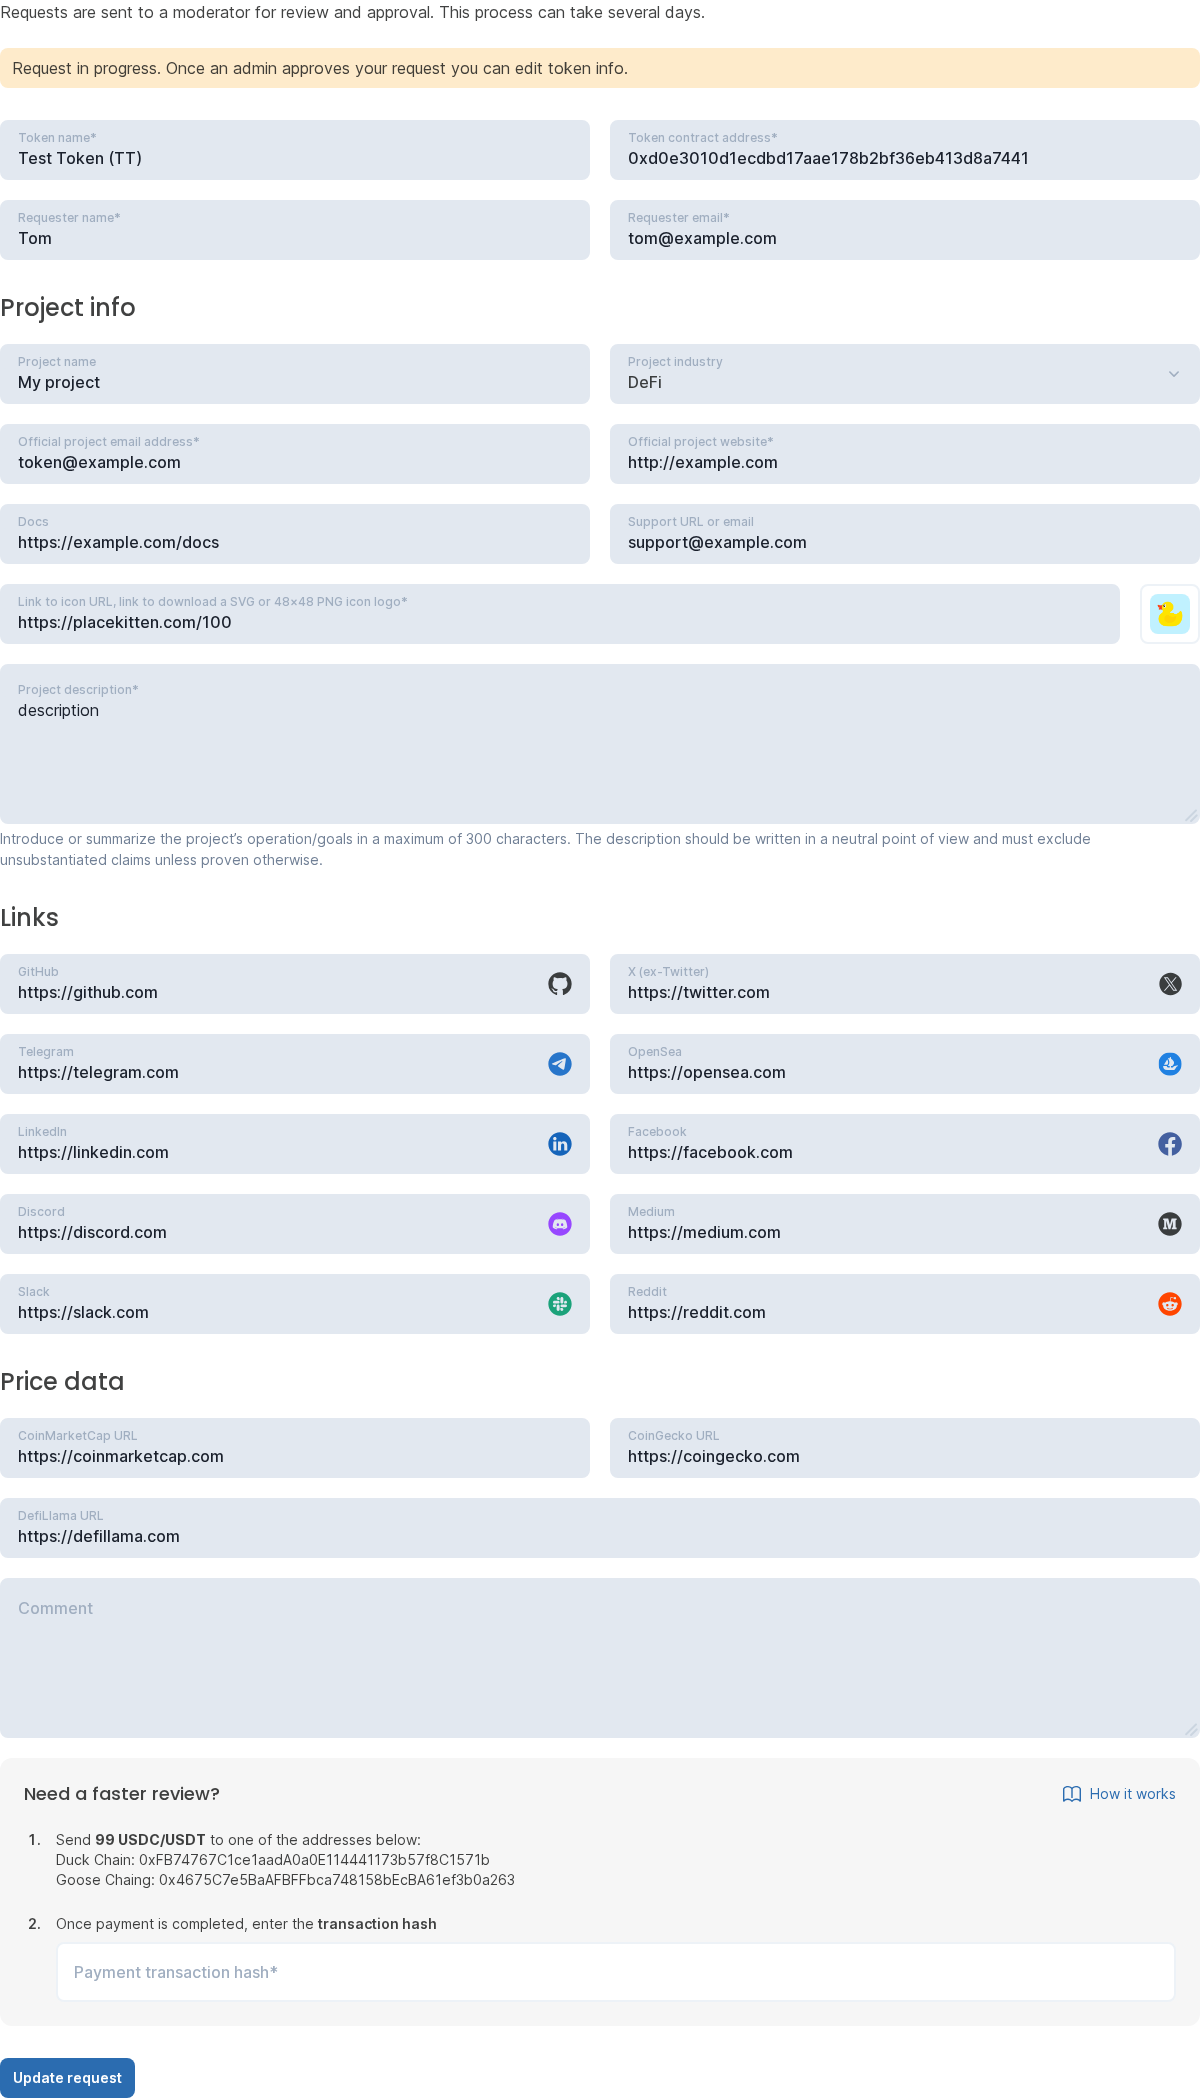 Requests are sent to a moderator for review and approval. This process can take several days.
Request in progress. Once an admin approves your request you can edit token info.
Token name*
Test Token (TT)
Token contract address*
0xd0e3010d1ecdbd17aae178b2bf36eb413d8a7441
Requester name*
Tom
Requester email*
tom@example.com
Project info
Project name
My project
Project industry
DeFi
Official project email address*
token@example.com
Official project website*
http://example.com
Docs
https://example.com/docs
Support URL or email
support@example.com
Link to icon URL, link to download a SVG or 48x48 PNG icon logo*
https://placekitten.com/100
Project description*
description
Introduce or summarize the project’s operation/goals in a maximum of 300 characters. The description should be written in a neutral point of view and must exclude
unsubstantiated claims unless proven otherwise.
Links
GitHub
https://github.com
X (ex-Twitter)
https://twitter.com
Telegram
https://telegram.com
OpenSea
https://opensea.com
LinkedIn
https://linkedin.com
Facebook
https://facebook.com
Discord
https://discord.com
Medium
https://medium.com
Slack
https://slack.com
Reddit
https://reddit.com
Price data
CoinMarketCap URL
https://coinmarketcap.com
CoinGecko URL
https://coingecko.com
DefiLlama URL
https://defillama.com
Comment
Need a faster review?
How it works
1. Send 99 USDC/USDT to one of the addresses below:
Duck Chain: 0xFB74767C1ce1aadA0a0E114441173b57f8C1571b
Goose Chaing: 0x4675C7e5BaAFBFFbca748158bEcBA61ef3b0a263
2. Once payment is completed, enter the transaction hash
Payment transaction hash*
Update request